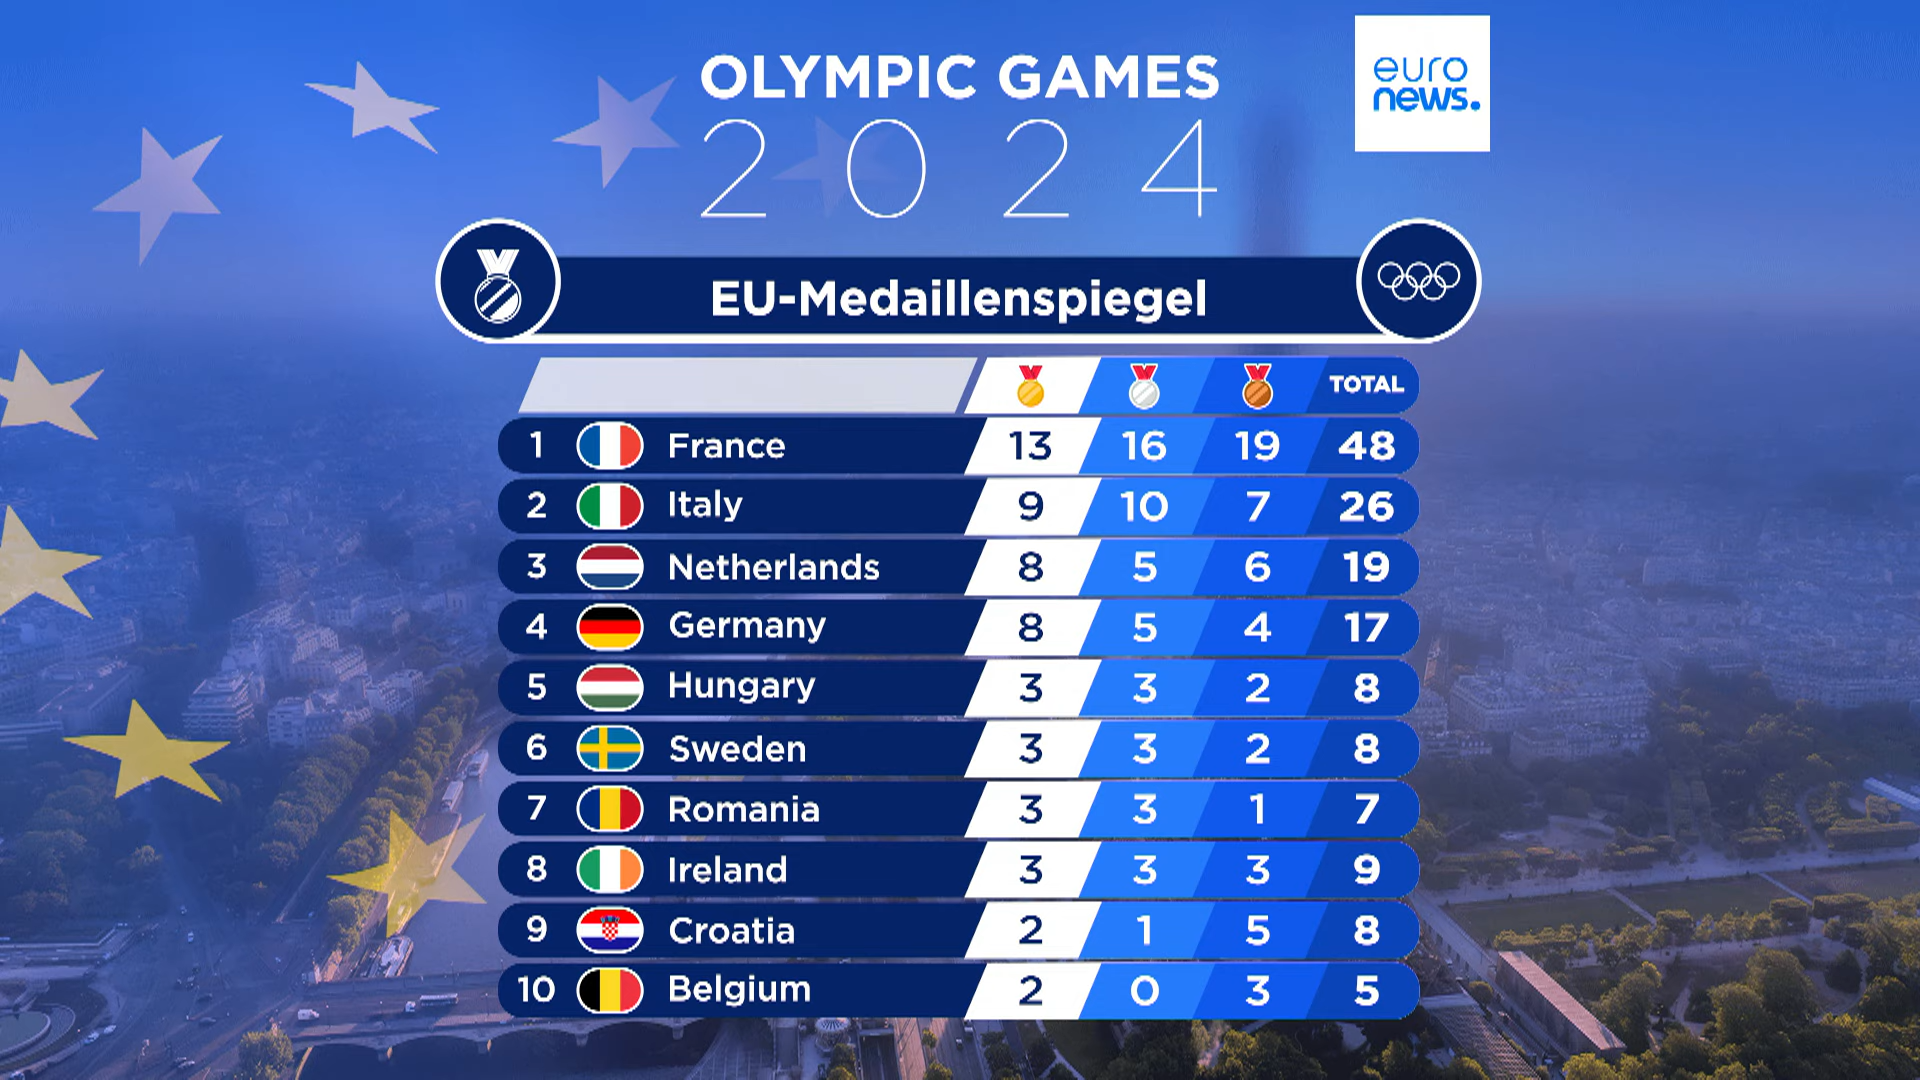 OLYMPIC GAMES
2024
euro
news.
EU-Medaillenspiegel
TOTAL
1 France 13 16 19 48
2 Italy 9 10 7 26
3 Netherlands 8 5 6 19
4 Germany 8 5 4 17
5 Hungary 3 3 2 8
6 Sweden 3 3 2 8
7 Romania 3 3 1 7
8 Ireland 3 3 3 9
9 Croatia 2 1 5 8
10 Belgium 2 0 3 5